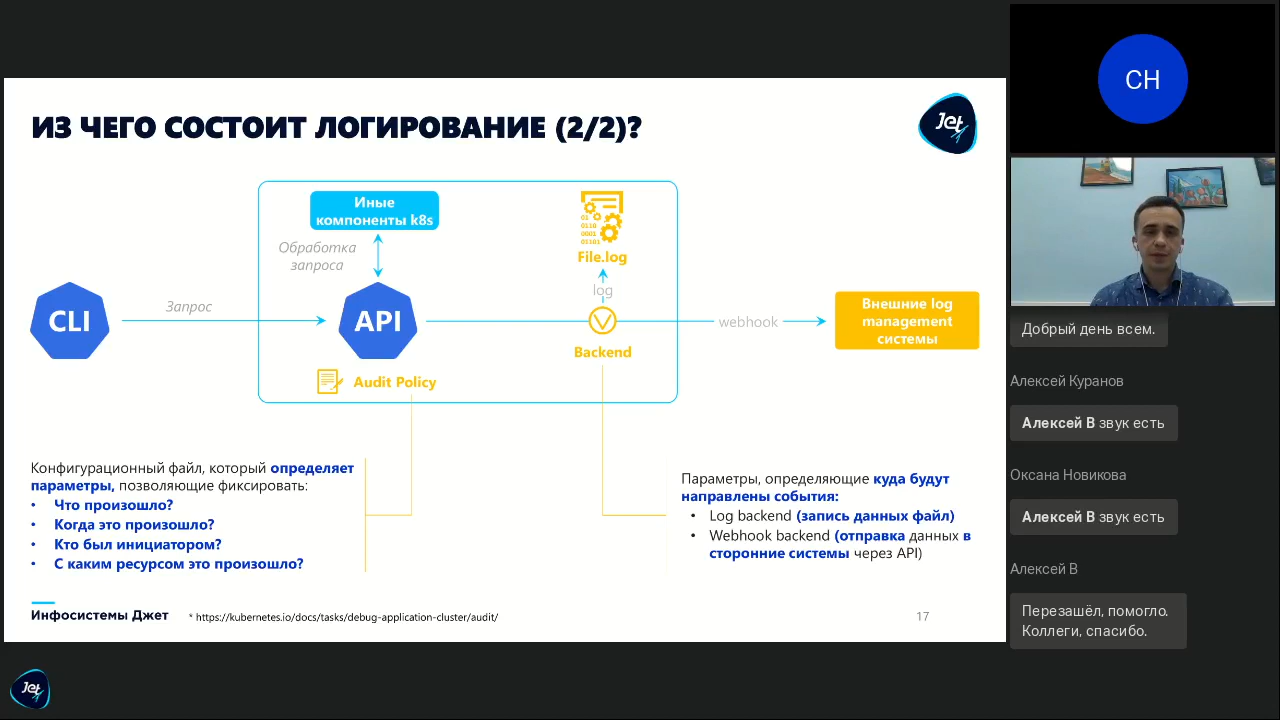 ИЗ ЧЕГО СОСТОИТ ЛОГИРОВАНИЕ (2/2)?
Jet
Иные
компоненты k8s
Обработка
запроса
01
0110
0001
01101
File.log
log
CLI
Запрос
API
Backend
webhook
Внешние log
management
системы
Audit Policy
Конфигурационный файл, который определяет
параметры, позволяющие фиксировать:
• Что произошло?
• Когда это произошло?
• Кто был инициатором?
• С каким ресурсом это произошло?
Параметры, определяющие куда будут
направлены события:
• Log backend (запись данных файл)
• Webhook backend (отправка данных в
сторонние системы через API)
Инфосистемы Джет
* https://kubernetes.io/docs/tasks/debug-application-cluster/audit/
17
Jet
СН
Добрый день всем.
Алексей Куранов
Алексей В звук есть
Оксана Новикова
Алексей В звук есть
Алексей В
Перезашёл, помогло.
Коллеги, спасибо.